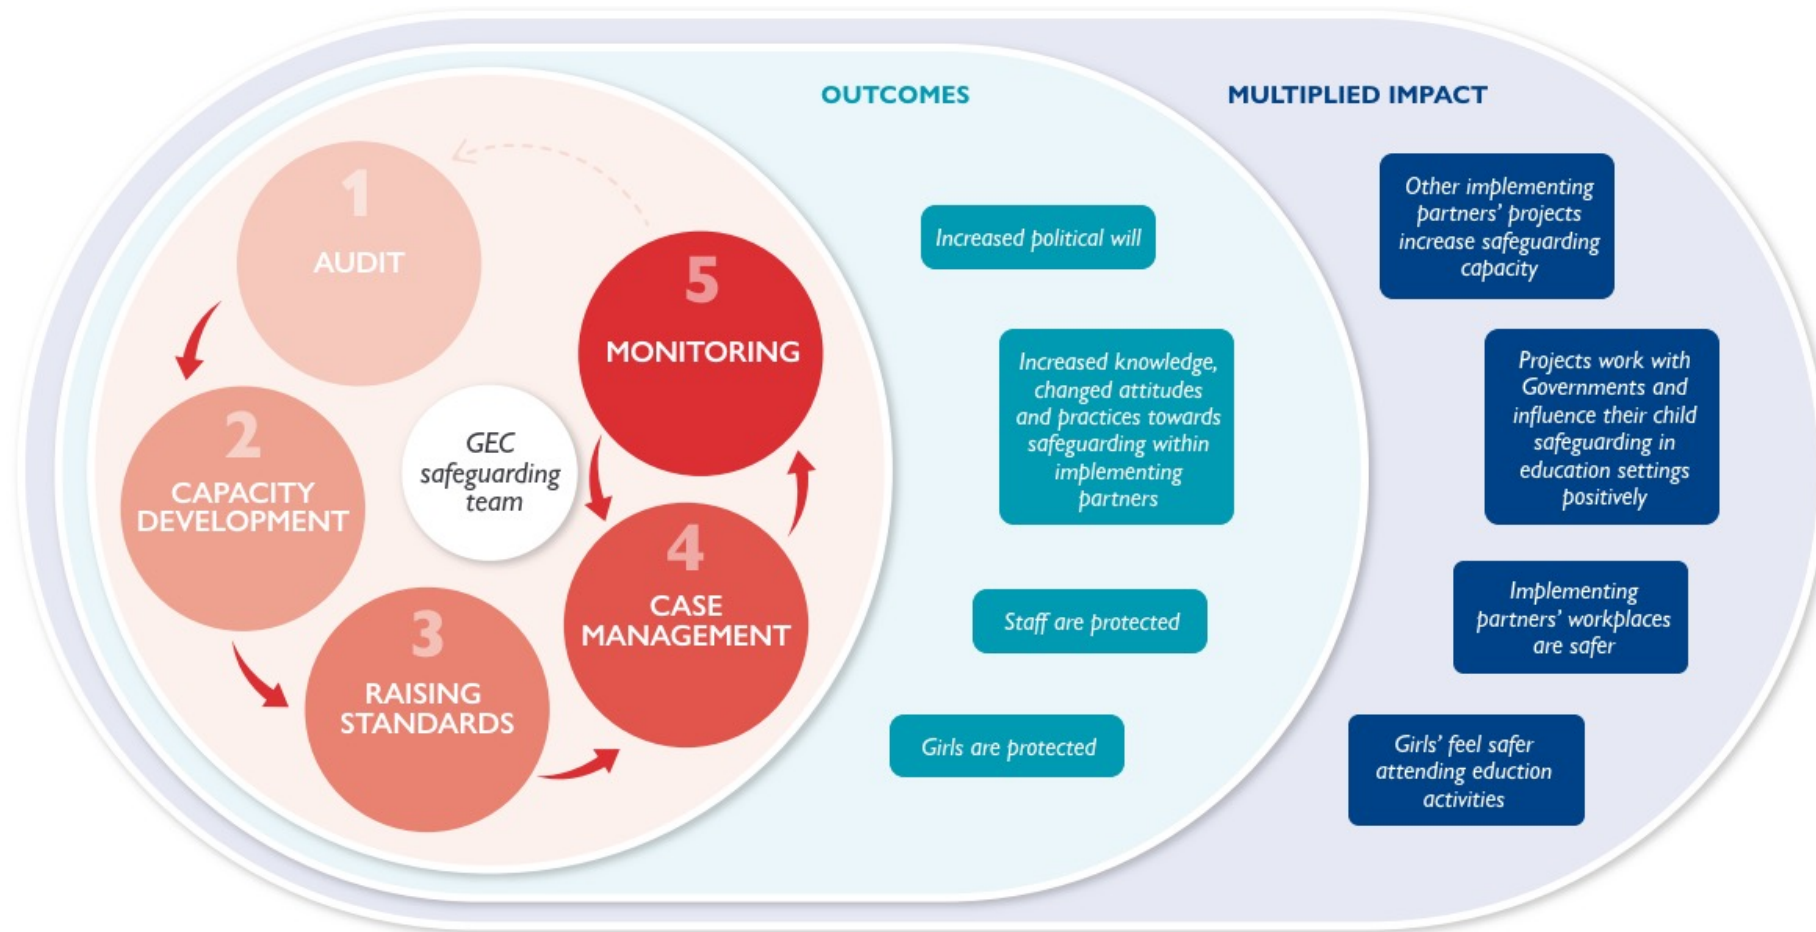 OUTCOMES
MULTIPLIED IMPACT
1
AUDIT
2
CAPACITY
DEVELOPMENT
3
RAISING
STANDARDS
4
CASE
MANAGEMENT
5
MONITORING
GEC
safeguarding
team
Increased political will
Increased knowledge,
changed attitudes
and practices towards
safeguarding within
implementing
partners
Staff are protected
Girls are protected
Other implementing
partners’ projects
increase safeguarding
capacity
Projects work with
Governments and
influence their child
safeguarding in
education settings
positively
Implementing
partners’ workplaces
are safer
Girls’ feel safer
attending eduction
activities